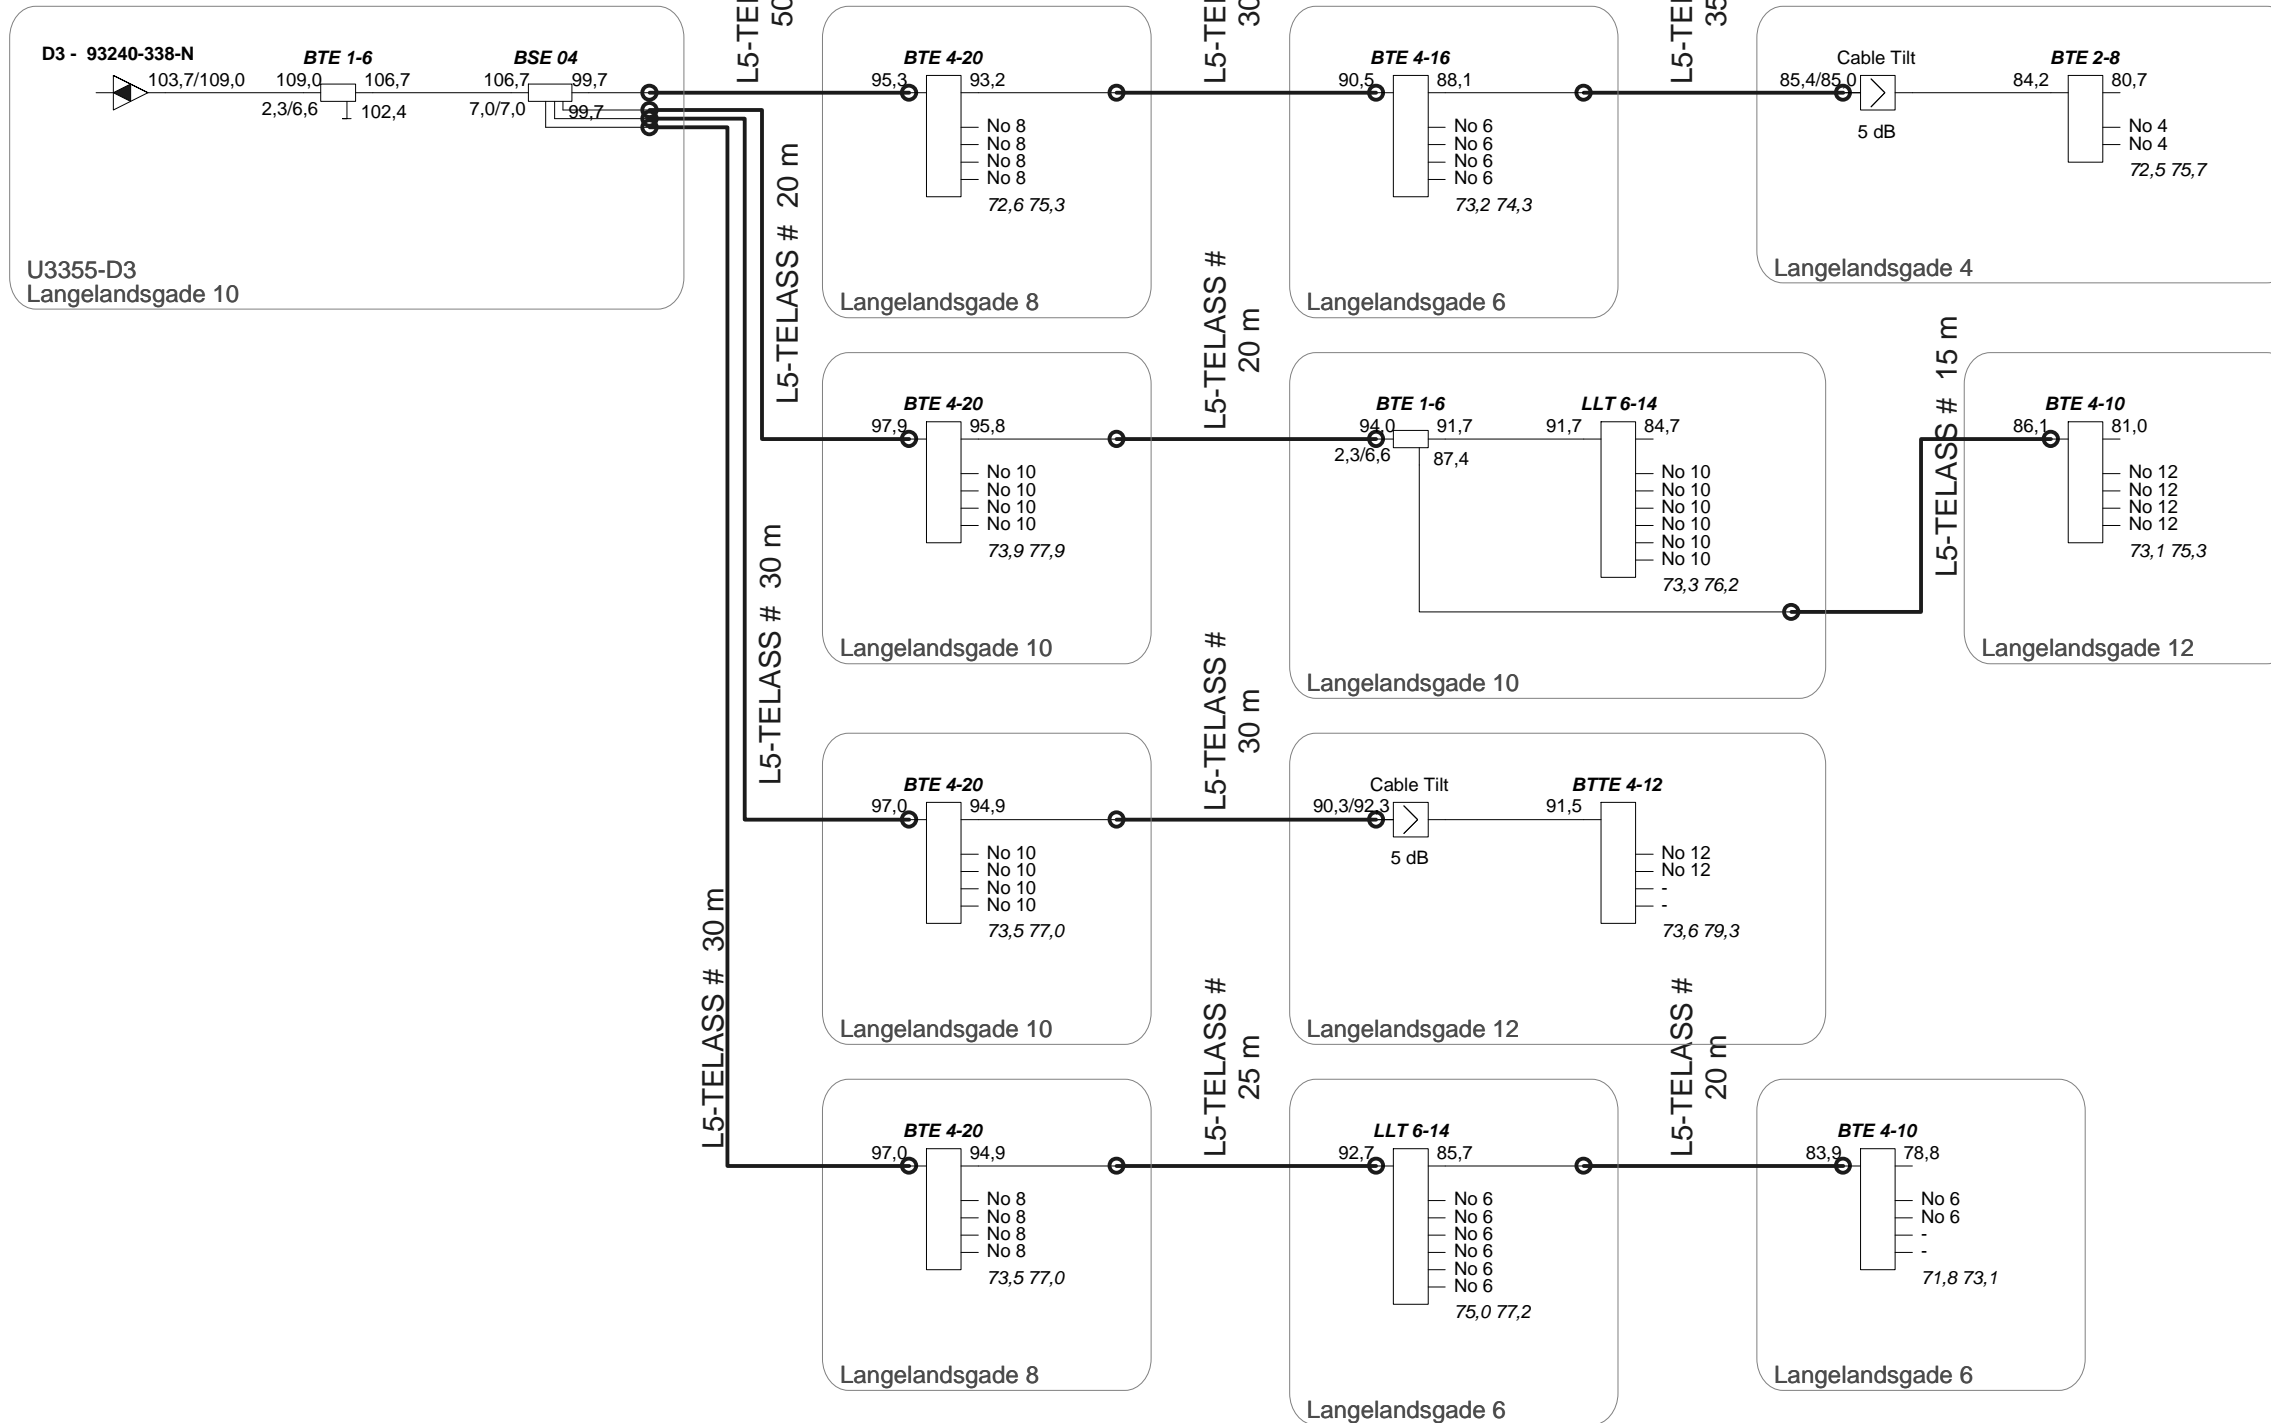 D3 - 93240-338-N
103,7/109,0
BTE 1-6
109,0 106,7
2,3/6,6
102,4
BSE 04
106,7 99,7
7,0/7,0
99,7
U3355-D3
Langelandsgade 10
50
BTE 4-20
95,3 93,2
No 8
No 8
No 8
No 8
72,6 75,3
Langelandsgade 8
30
BTE 4-16
90,5 88,1
No 6
No 6
No 6
No 6
73,2 74,3
Langelandsgade 6
35
Cable Tilt
85,4/85,0
5 dB
BTE 2-8
84,2 80,7
No 4
No 4
72,5 75,7
Langelandsgade 4
L5-TELASS # 20 m
BTE 4-20
97,9 95,8
No 10
No 10
No 10
No 10
73,9 77,9
Langelandsgade 10
L5-TELASS #
20 m
BTE 1-6
94,0 91,7
2,3/6,6
87,4
LLT 6-14
91,7 84,7
No 10
No 10
No 10
No 10
No 10
No 10
73,3 76,2
Langelandsgade 10
L5-TELASS # 15 m
BTE 4-10
86,1 81,0
No 12
No 12
No 12
No 12
73,1 75,3
Langelandsgade 12
L5-TELASS # 30 m
BTE 4-20
97,0 94,9
No 10
No 10
No 10
No 10
73,5 77,0
Langelandsgade 10
L5-TELASS #
30 m
Cable Tilt
90,3/92,3
5 dB
BTTE 4-12
91,5
No 12
No 12
-
-
73,6 79,3
Langelandsgade 12
L5-TELASS # 30 m
BTE 4-20
97,0 94,9
No 8
No 8
No 8
No 8
73,5 77,0
Langelandsgade 8
L5-TELASS #
25 m
LLT 6-14
92,7 85,7
No 6
No 6
No 6
No 6
No 6
No 6
75,0 77,2
Langelandsgade 6
L5-TELASS #
20 m
BTE 4-10
83,9 78,8
No 6
No 6
-
-
71,8 73,1
Langelandsgade 6